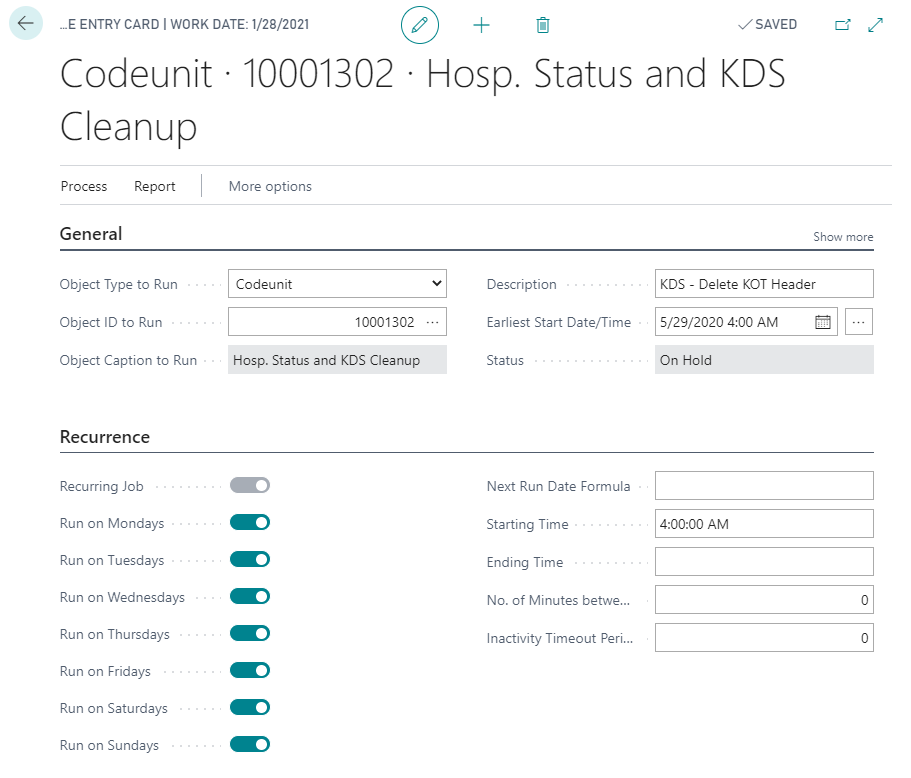 …E ENTRY CARD | WORK DATE: 1/28/2021
SAVED
Codeunit · 10001302 · Hosp. Status and KDS
Cleanup
Process Report More options
General
Show more
Object Type to Run Codeunit
Object ID to Run 10001302 ...
Object Caption to Run Hosp. Status and KDS Cleanup
Description KDS - Delete KOT Header
Earliest Start Date/Time 5/29/2020 4:00 AM ...
Status On Hold
Recurrence
Recurring Job
Run on Mondays
Run on Tuesdays
Run on Wednesdays
Run on Thursdays
Run on Fridays
Run on Saturdays
Run on Sundays
Next Run Date Formula
Starting Time 4:00:00 AM
Ending Time
No. of Minutes betwe... 0
Inactivity Timeout Peri... 0